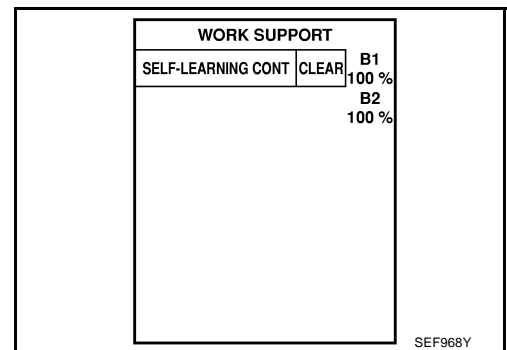 WORK SUPPORT
SELF-LEARNING CONT CLEAR B1
100 %
B2
100 %
SEF968Y